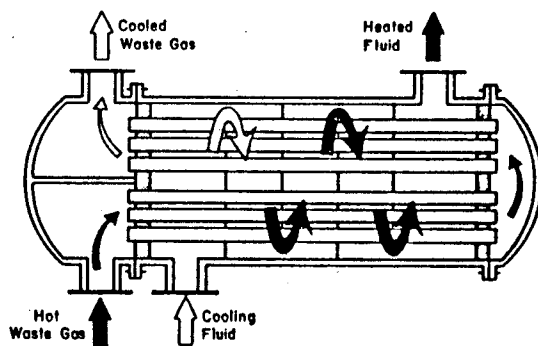 Cooled
Waste Gas
Heated
Fluid
Hot
Waste Gas
Cooling
Fluid